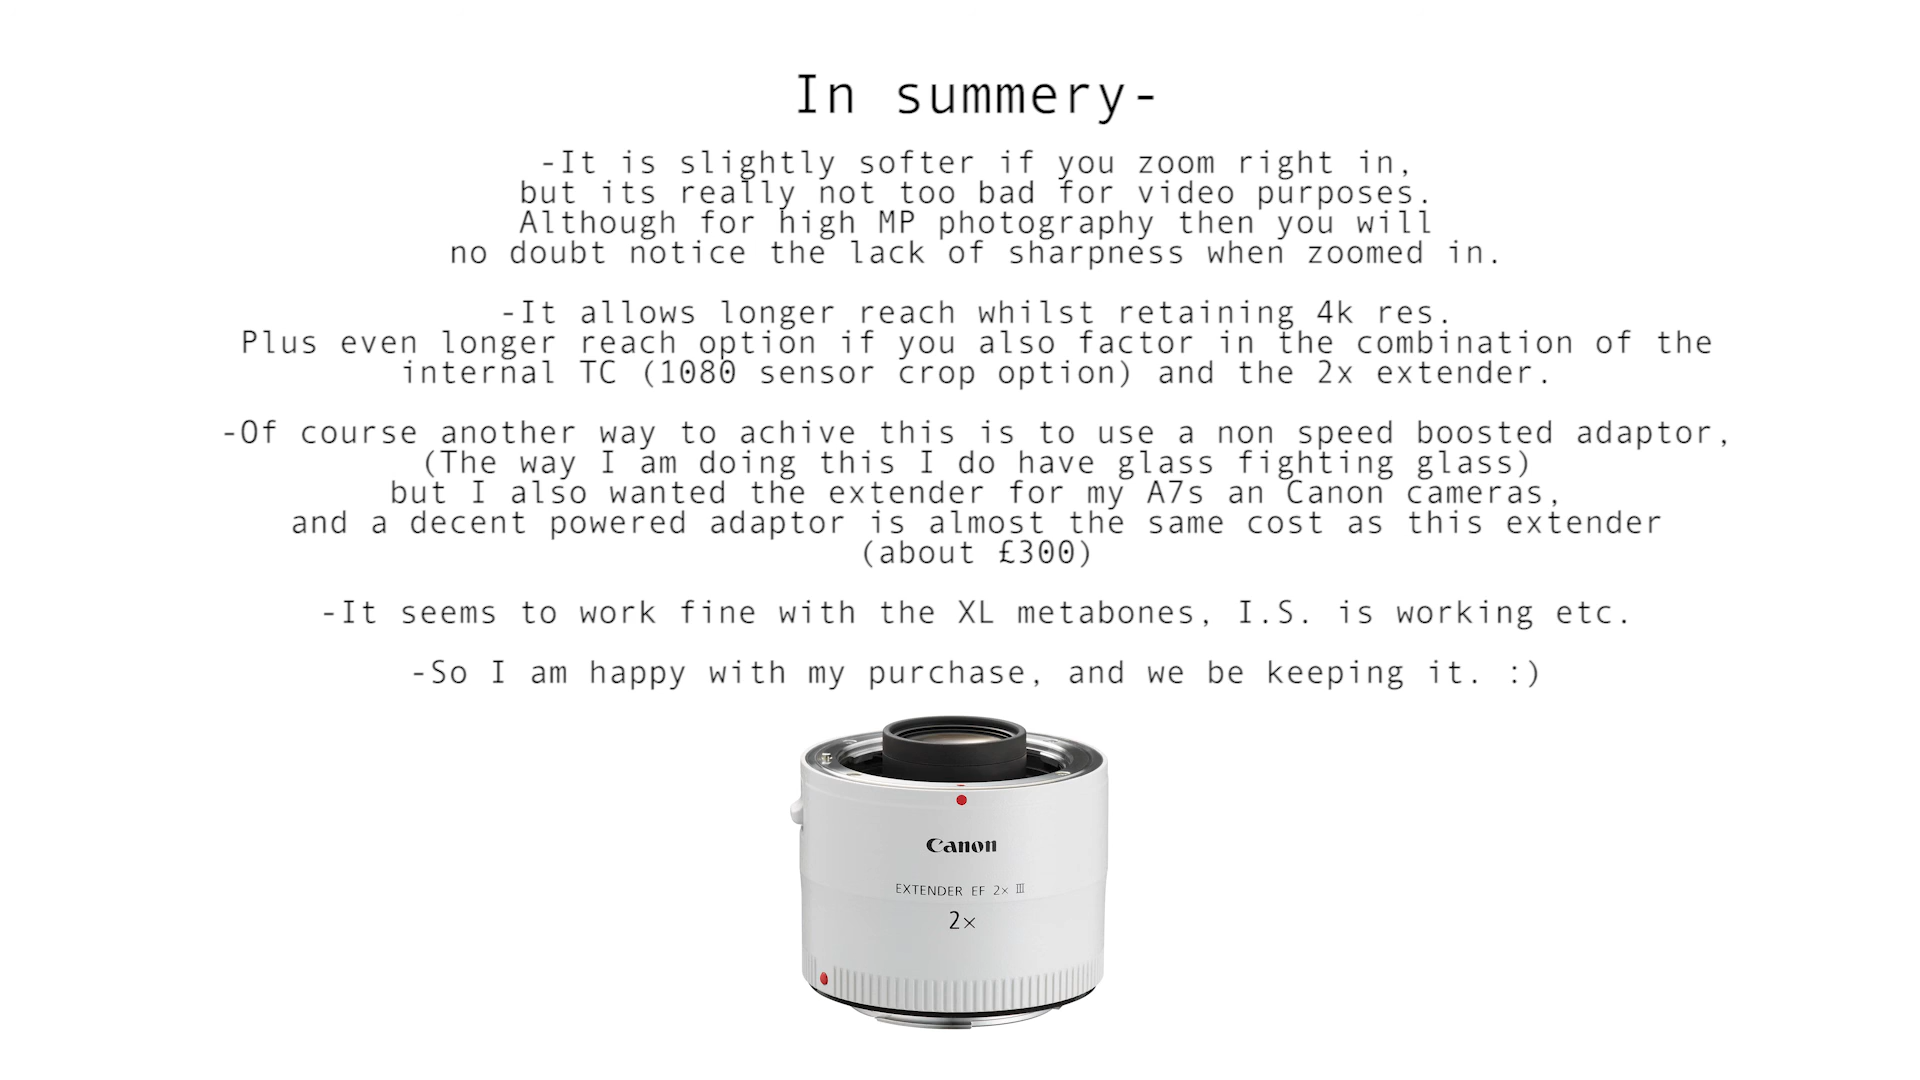 In summery-
-It is slightly softer if you zoom right in,
but its really not too bad for video purposes.
Although for high MP photography then you will
no doubt notice the lack of sharpness when zoomed in.
-It allows longer reach whilst retaining 4k res.
Plus even longer reach option if you also factor in the combination of the
internal TC (1080 sensor crop option) and the 2x extender.
-Of course another way to achive this is to use a non speed boosted adaptor,
(The way I am doing this I do have glass fighting glass)
but I also wanted the extender for my A7s an Canon cameras,
and a decent powered adaptor is almost the same cost as this extender
(about £300)
-It seems to work fine with the XL metabones, I.S. is working etc.
-So I am happy with my purchase, and we be keeping it. :)
Canon
EXTENDER EF 2× III
2×